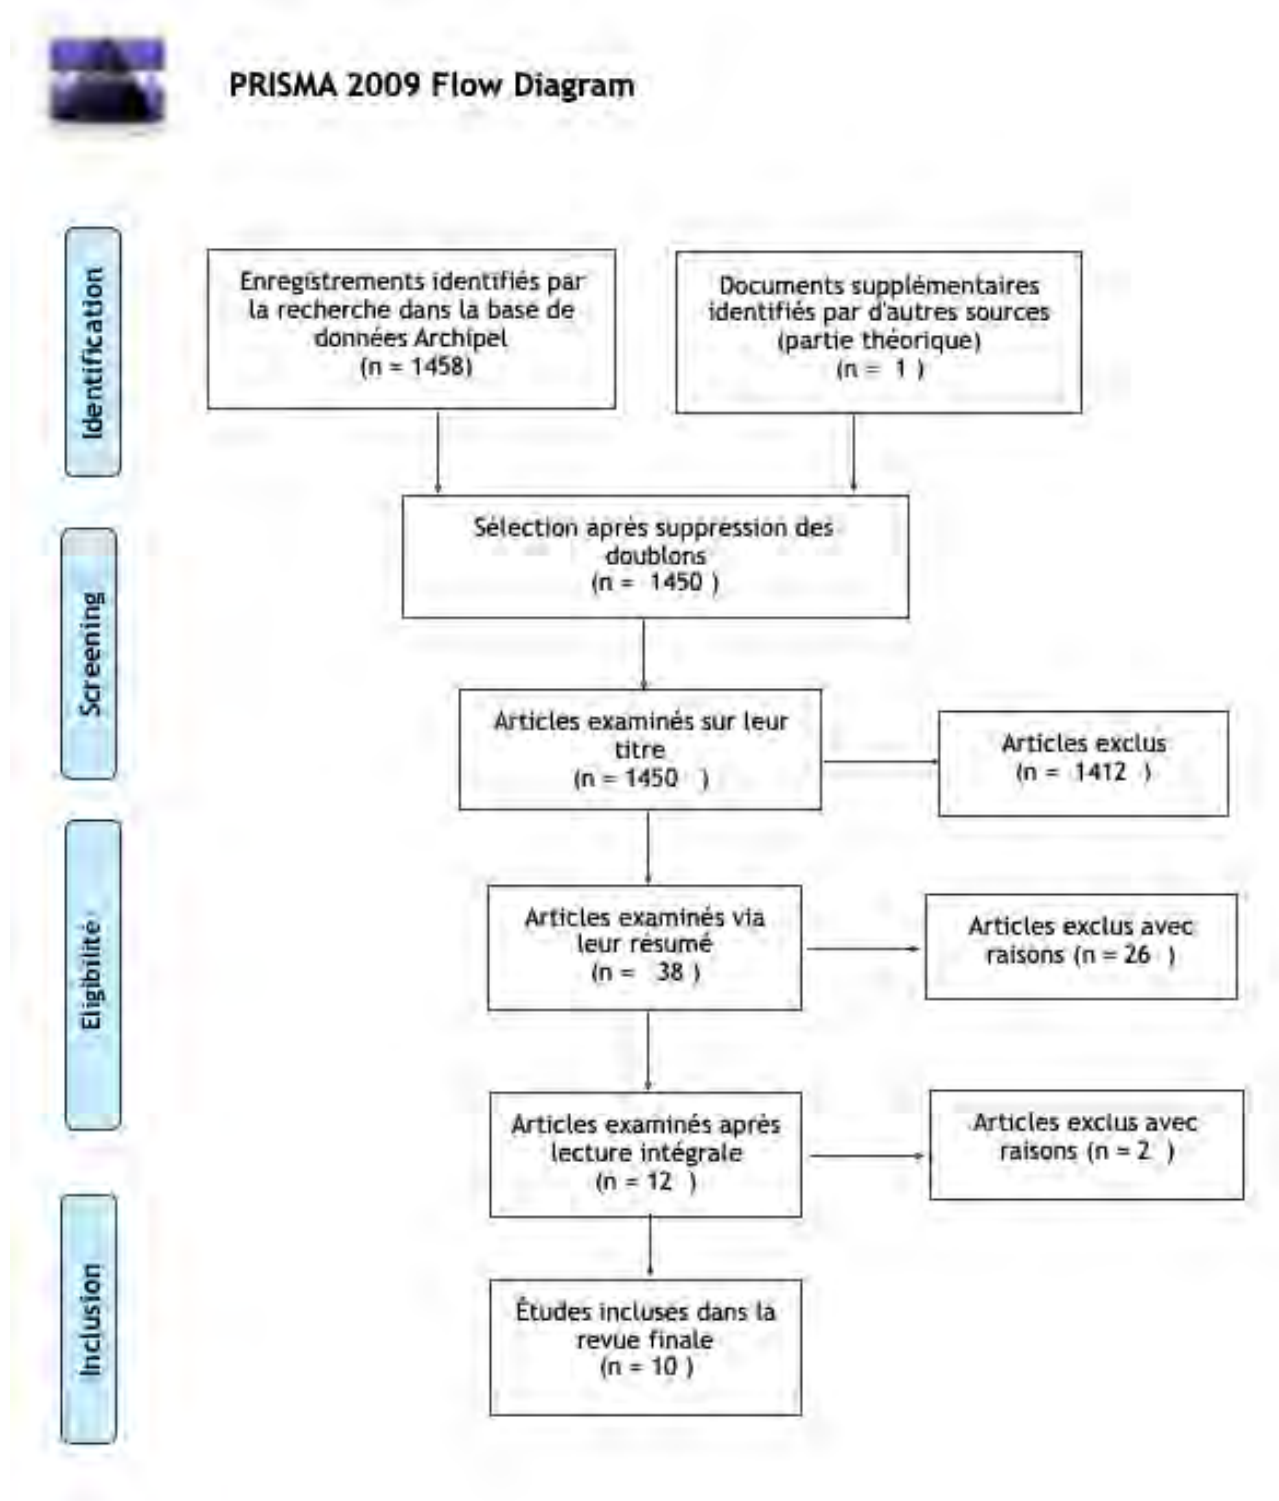 PRISMA 2009 Flow Diagram
Identification
Enregistrements identifiés par
la recherche dans la base de
données Archipel
(n = 1458)
Documents supplémentaires
identifiés par d'autres sources
(partie théorique)
(n = 1 )
Screening
Sélection après suppression des
doublons
(n = 1450 )
Articles examinés sur leur
titre
(n = 1450 )
Articles exclus
(n = 1412 )
Eligibilité
Articles examinés via
leur résumé
(n = 38 )
Articles exclus avec
raisons (n = 26 )
Articles examinés après
lecture intégrale
(n = 12 )
Articles exclus avec
raisons (n = 2 )
Inclusion
Études incluses dans la
revue finale
(n = 10 )